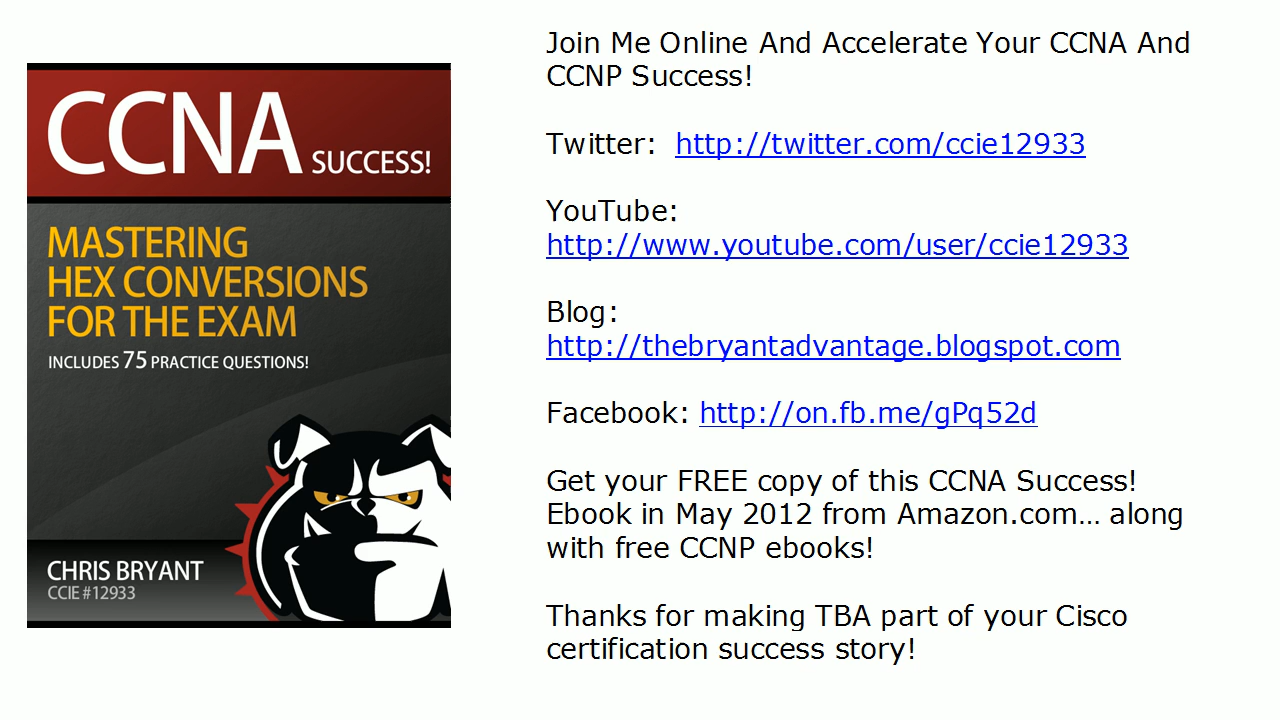 CCNA SUCCESS!
MASTERING
HEX CONVERSIONS
FOR THE EXAM
INCLUDES 75 PRACTICE QUESTIONS!
CHRIS BRYANT
CCIE #12933
Join Me Online And Accelerate Your CCNA And
CCNP Success!
Twitter: http://twitter.com/ccie12933
YouTube:
http://www.youtube.com/user/ccie12933
Blog:
http://thebryantadvantage.blogspot.com
Facebook: http://on.fb.me/gPq52d
Get your FREE copy of this CCNA Success!
Ebook in May 2012 from Amazon.com… along
with free CCNP ebooks!
Thanks for making TBA part of your Cisco
certification success story!